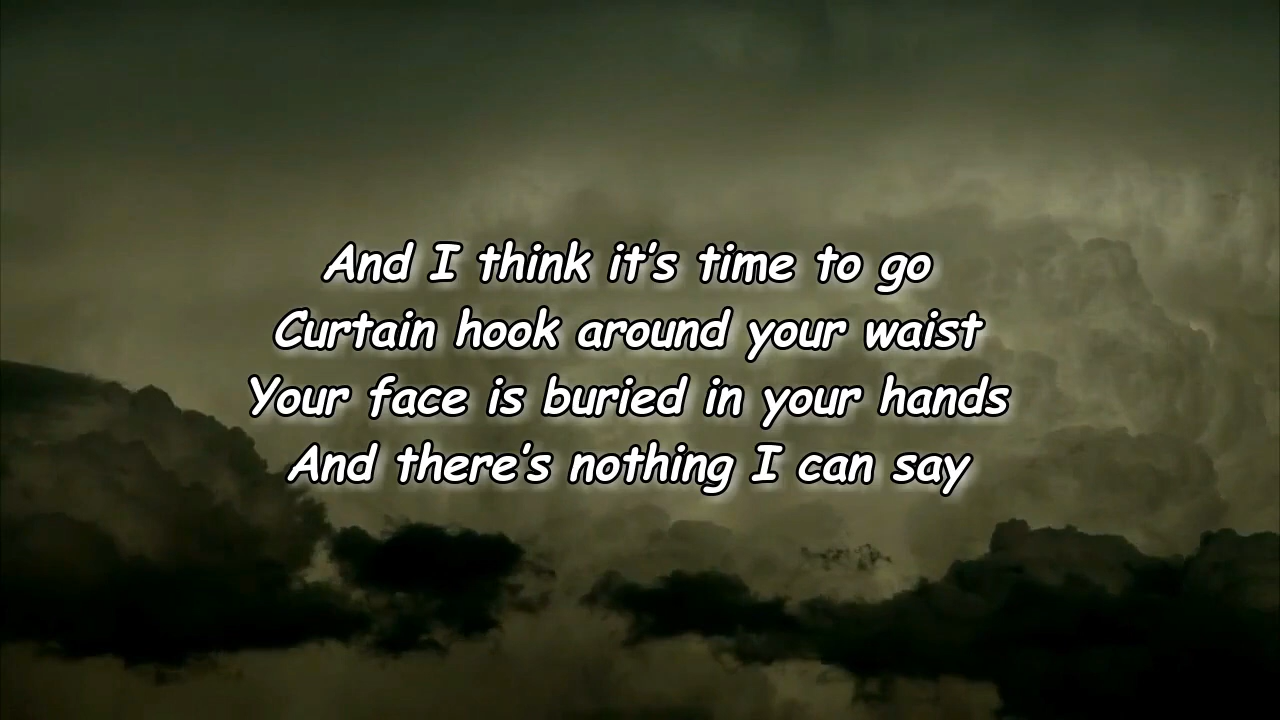 And I think it's time to go
Curtain hook around your waist
Your face is buried in your hands
And there's nothing I can say